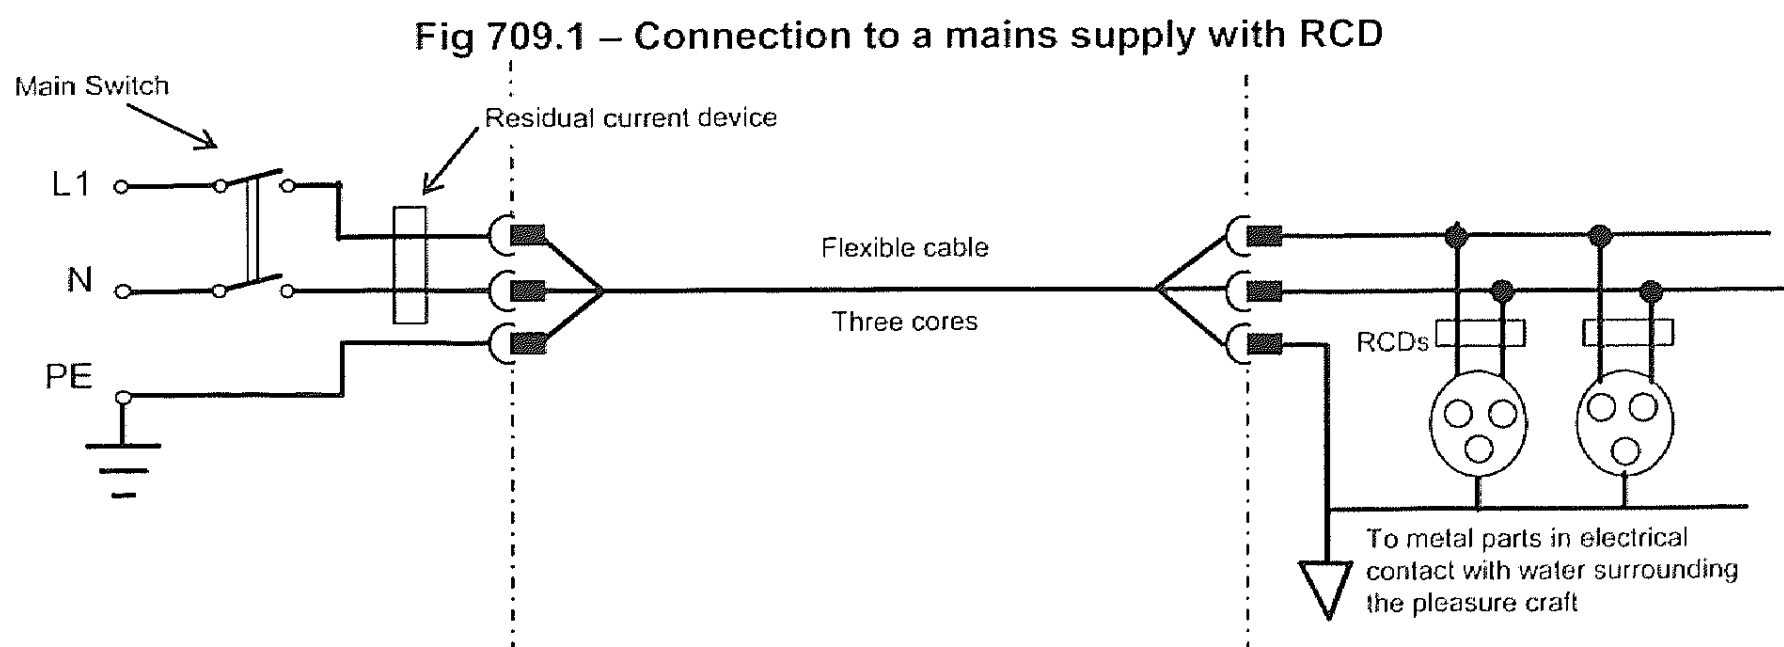 Fig 709.1 – Connection to a mains supply with RCD
Main Switch
Residual current device
L1
N
PE
Flexible cable
Three cores
RCDs
To metal parts in electrical
contact with water surrounding
the pleasure craft